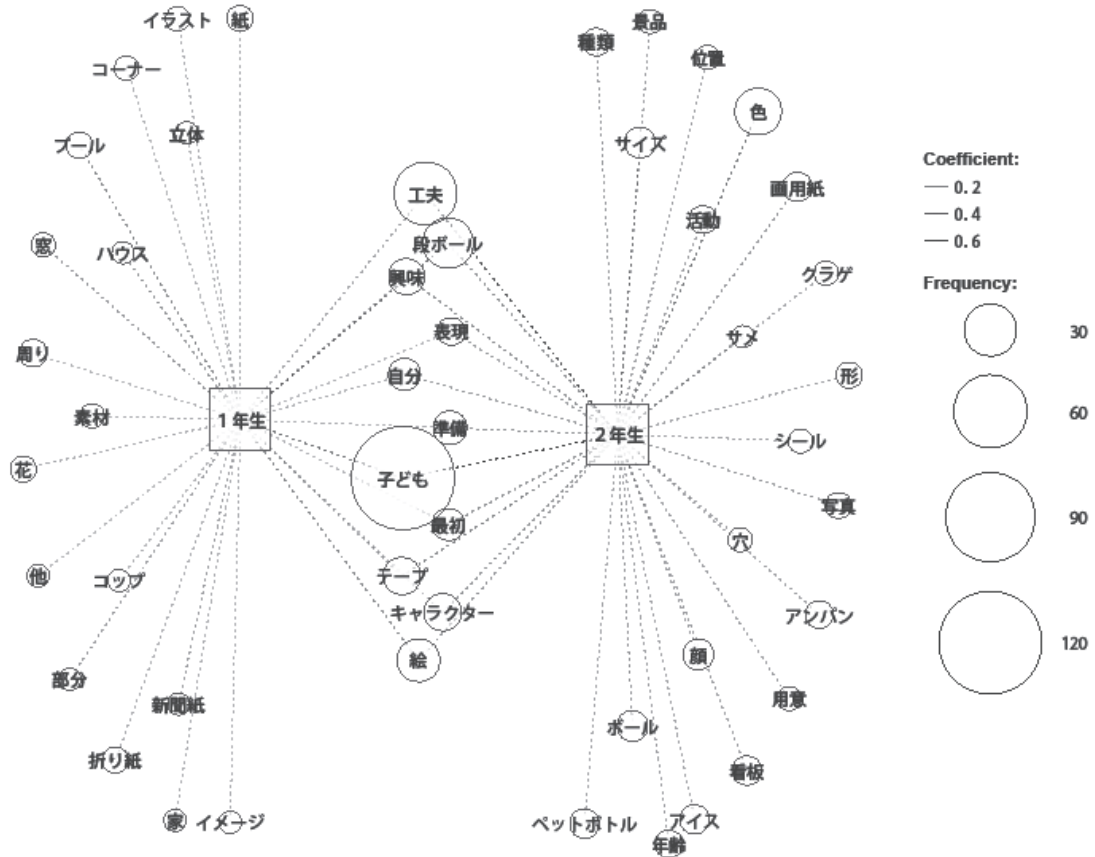 イラスト
紙
コーナー
立体
プール
窓
ハウス
周り
素材
花
他
コップ
部分
新聞紙
折り紙
家
イメージ
1年生
工夫
段ボール
興味
表現
自分
準備
子ども
最初
テープ
キャラクター
絵
2年生
種類
景品
位置
色
サイズ
画用紙
活動
クラゲ
サメ
形
シール
写真
穴
アンパン
顔
用意
ボール
看板
ペットボトル
アイス
年齢
Coefficient:
0.2
0.4
0.6
Frequency:
30
60
90
120